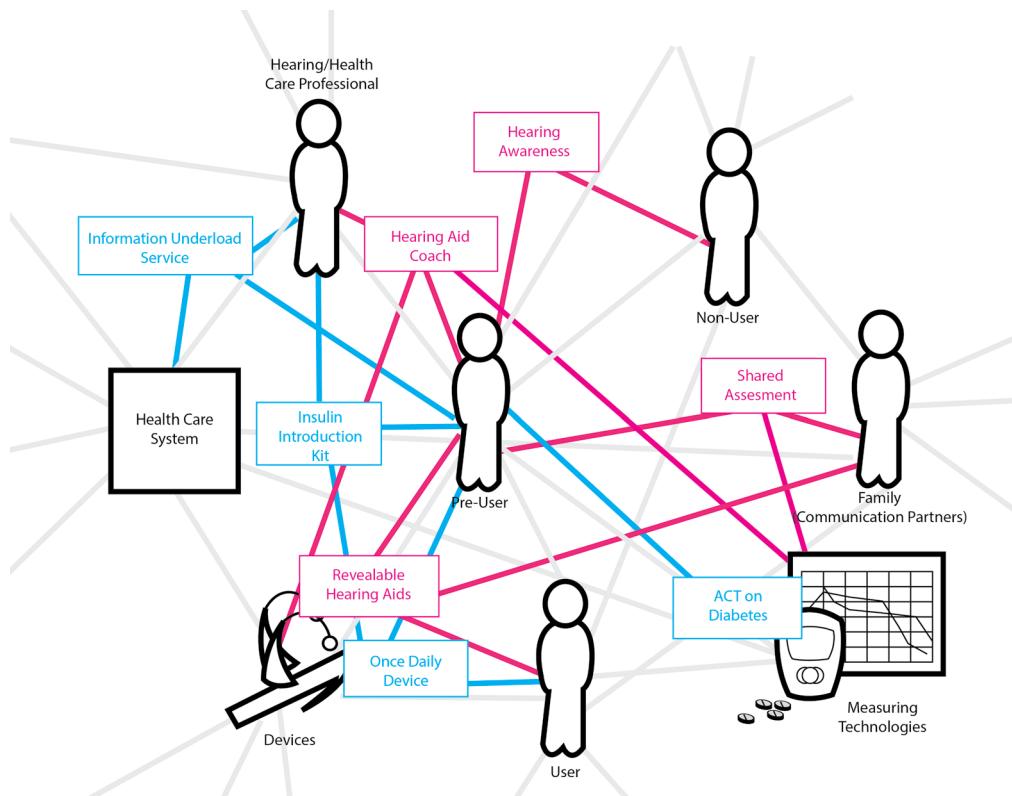 Hearing/Health
Care Professional
Hearing
Awareness
Information Underload
Service
Hearing Aid
Coach
Non-User
Shared
Assesment
Health Care
System
Insulin
Introduction
Kit
Pre-User
Family
(Communication Partners)
Revealable
Hearing Aids
ACT on
Diabetes
Once Daily
Device
Measuring
Technologies
Devices
User